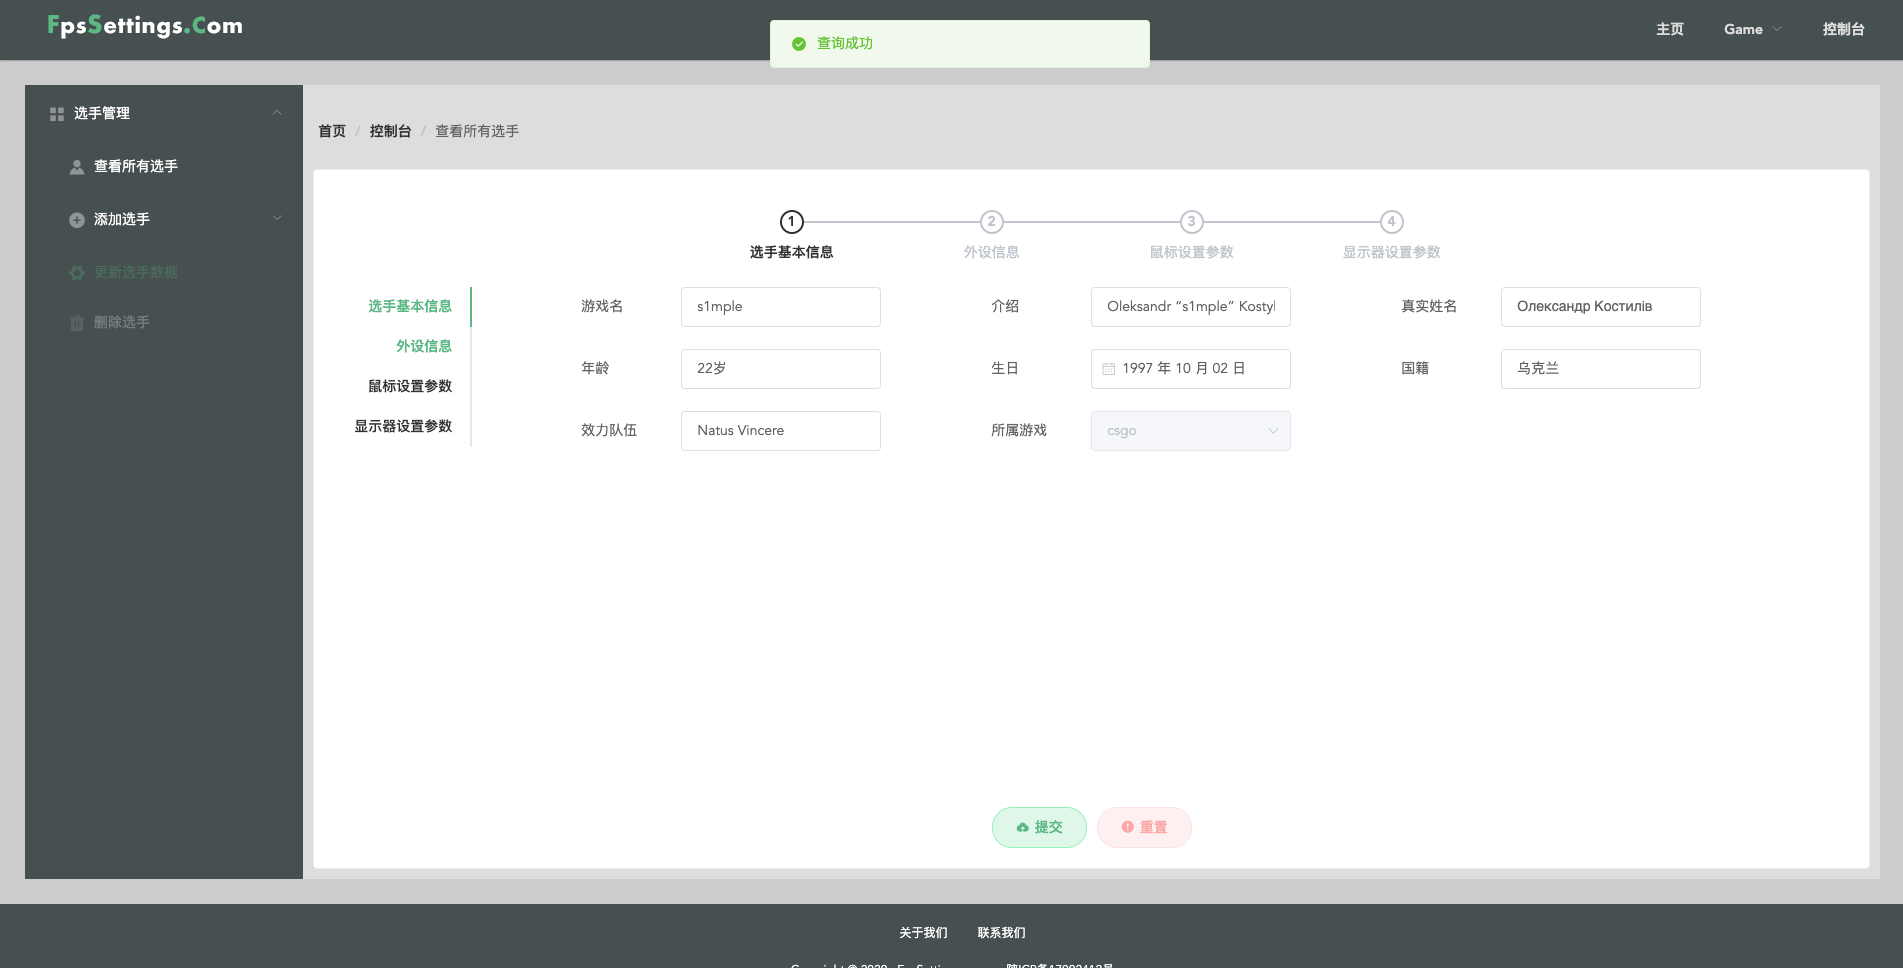 FpsSettings.Com
查询成功
主页
Game
控制台
选手管理
查看所有选手
添加选手
更新选手数据
删除选手
首页 / 控制台 / 查看所有选手
1
2
3
4
选手基本信息
外设信息
鼠标设置参数
显示器设置参数
选手基本信息
外设信息
鼠标设置参数
显示器设置参数
游戏名 s1mple
介绍 Oleksandr “s1mple” Kostyl
真实姓名 Олександр Костилів
年龄 22岁
生日 1997 年 10 月 02 日
国籍 乌克兰
效力队伍 Natus Vincere
所属游戏 csgo
提交
重置
关于我们
联系我们
Copyright © 2020